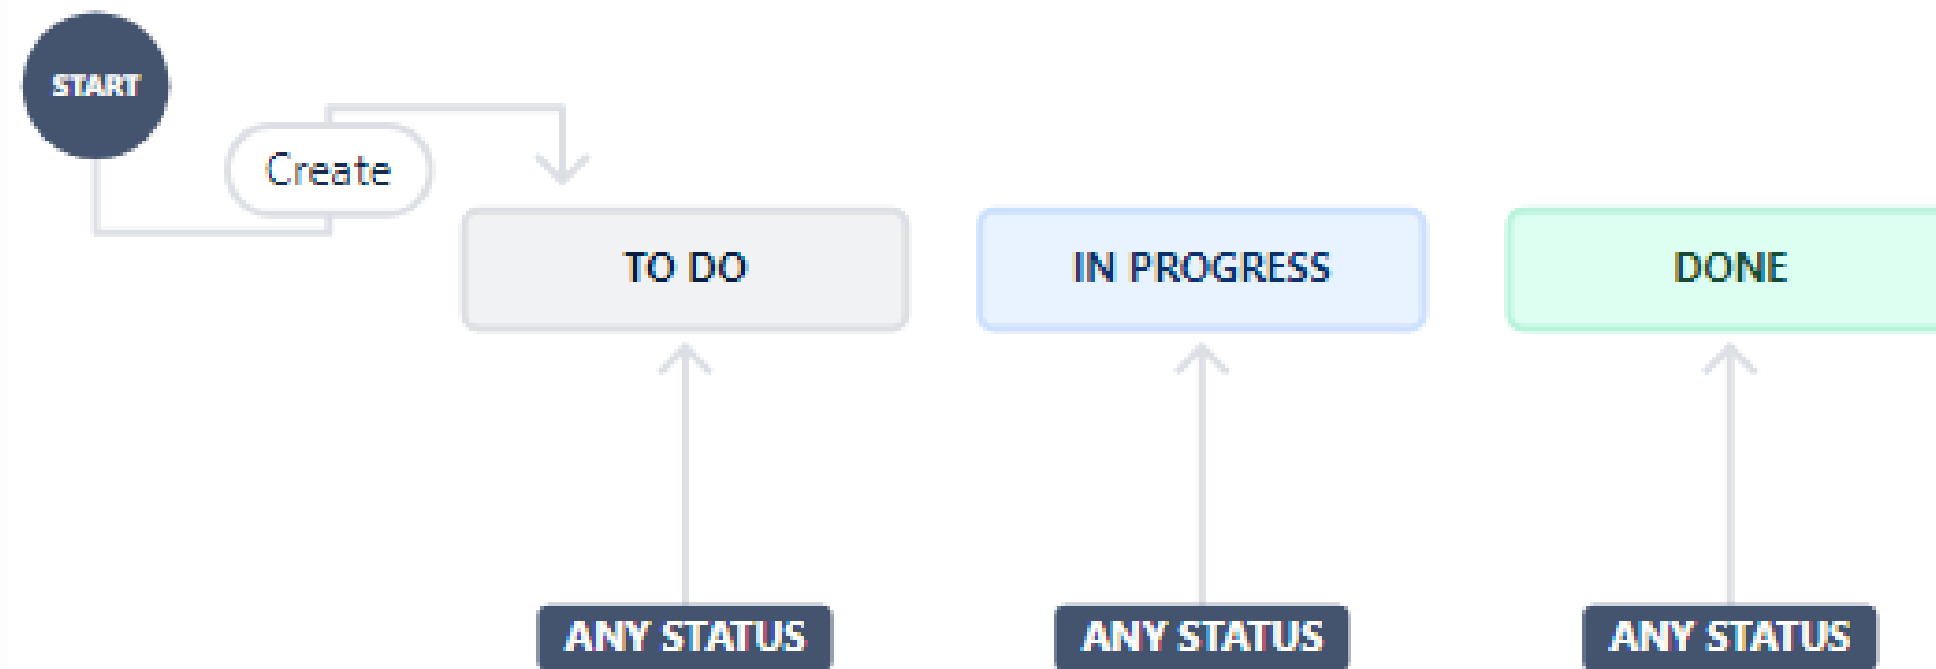 START
Create
TO DO
IN PROGRESS
DONE
ANY STATUS
ANY STATUS
ANY STATUS